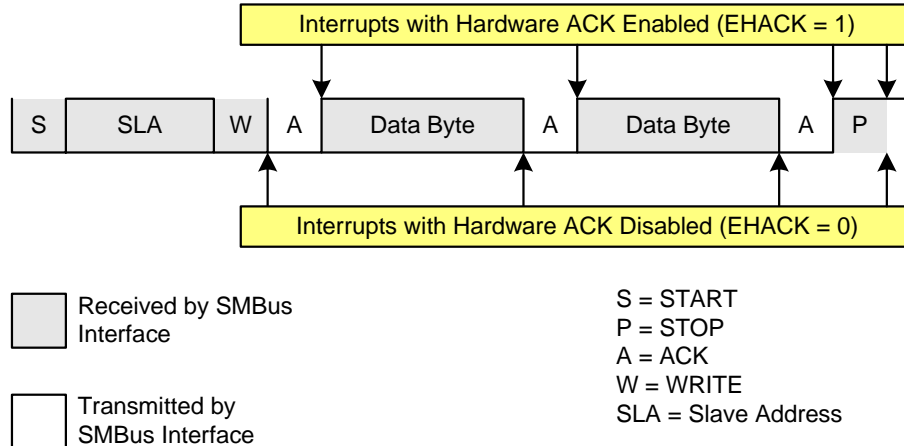 Interrupts with Hardware ACK Enabled (EHACK = 1)
S SLA W A Data Byte A Data Byte A P
Interrupts with Hardware ACK Disabled (EHACK = 0)
Received by SMBus
Interface
Transmitted by
SMBus Interface
S = START
P = STOP
A = ACK
W = WRITE
SLA = Slave Address